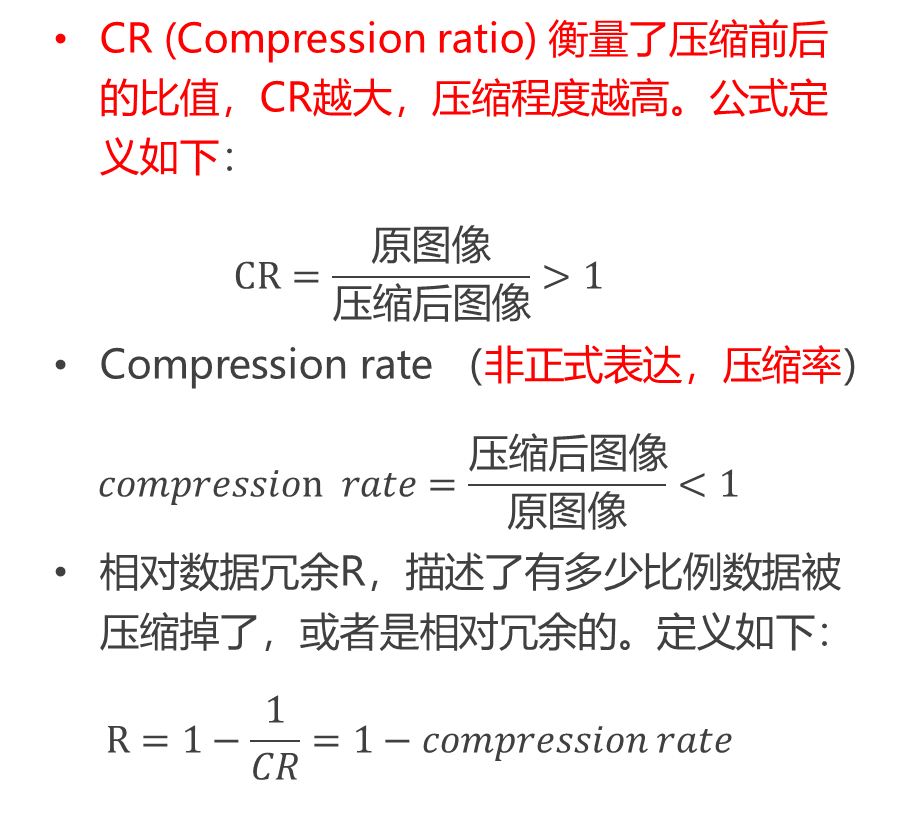 • CR (Compression ratio) 衡量了压缩前后
的比值，CR越大，压缩程度越高。公式定
义如下：
CR = 原图像/压缩后图像 > 1
• Compression rate （非正式表达，压缩率）
compression rate = 压缩后图像/原图像 < 1
• 相对数据冗余R，描述了有多少比例数据被
压缩掉了，或者是相对冗余的。定义如下：
R = 1 − 1/CR = 1 − compression rate